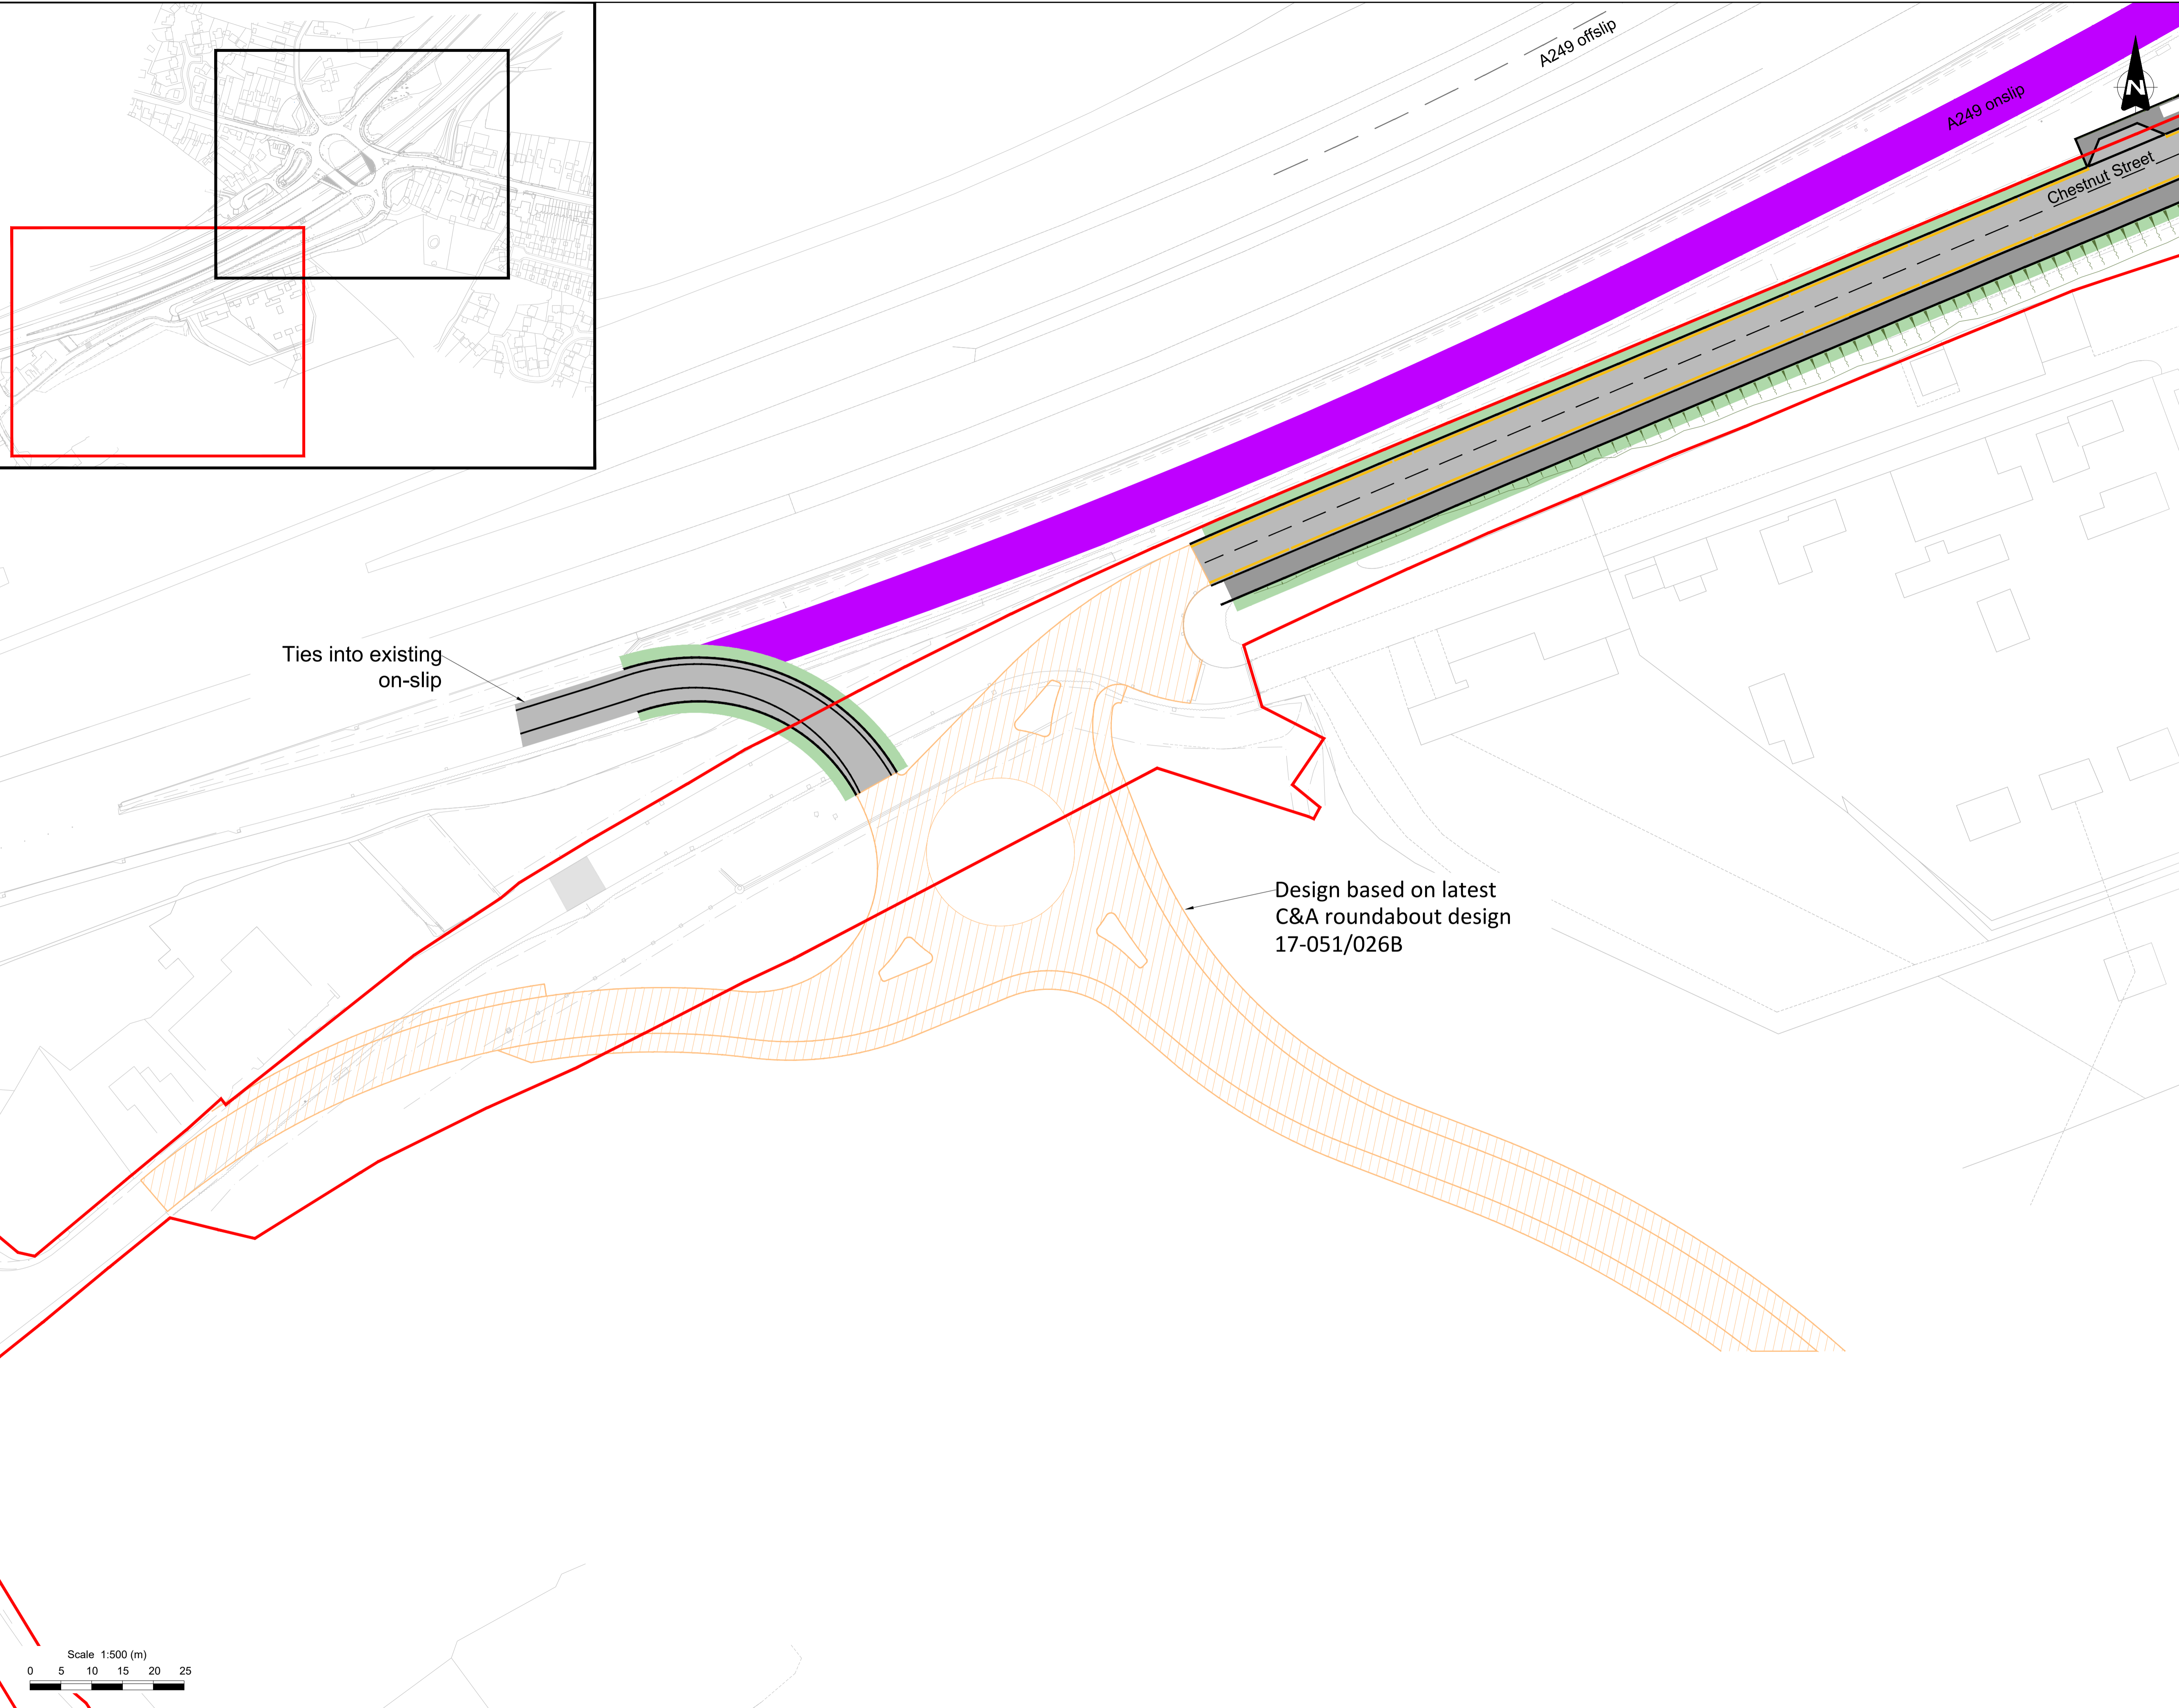 A249 offslip
A249 onslip
N
Chestnut Street
Ties into existing
on-slip
Design based on latest
C&A roundabout design
17-051/026B
Scale 1:500 (m)
0 5 10 15 20 25